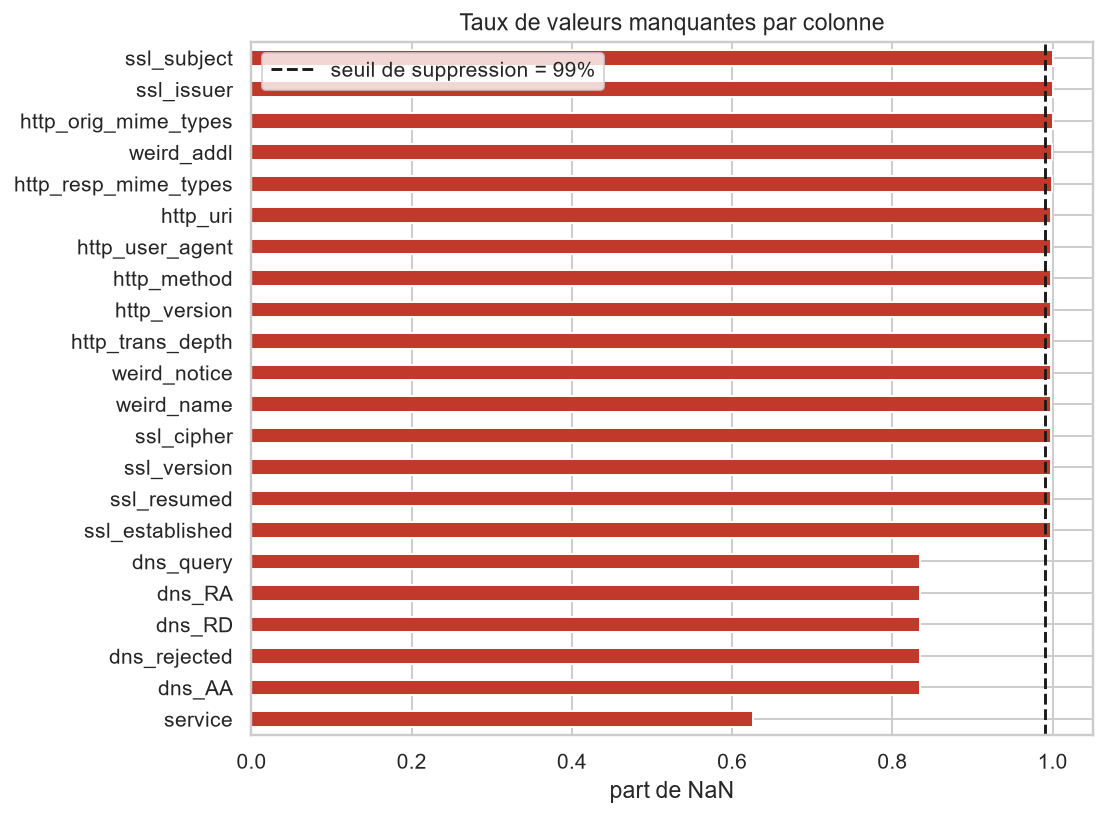 Taux de valeurs manquantes par colonne
ssl_subject
seuil de suppression = 99%
ssl_issuer
http_orig_mime_types
weird_addl
http_resp_mime_types
http_uri
http_user_agent
http_method
http_version
http_trans_depth
weird_notice
weird_name
ssl_cipher
ssl_version
ssl_resumed
ssl_established
dns_query
dns_RA
dns_RD
dns_rejected
dns_AA
service
0.0 0.2 0.4 0.6 0.8 1.0
part de NaN